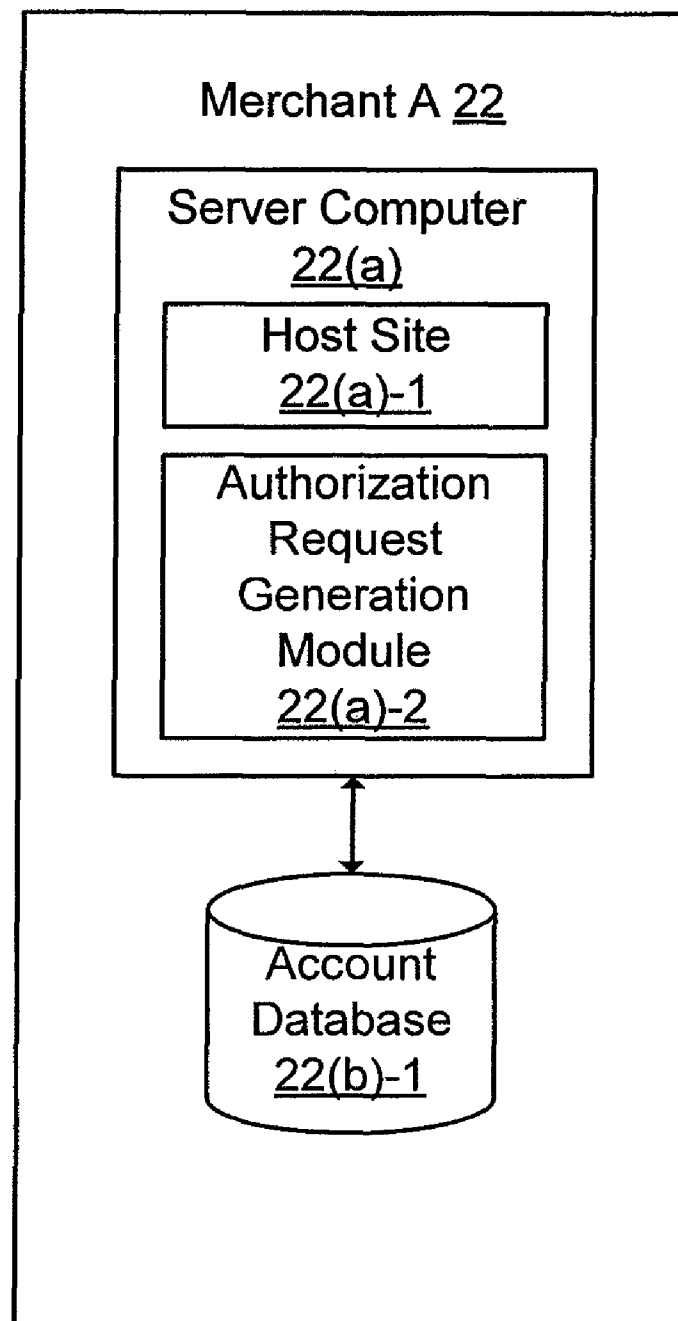 Merchant A 22
Server Computer
22(a)
Host Site
22(a)-1
Authorization
Request
Generation
Module
22(a)-2
Account
Database
22(b)-1